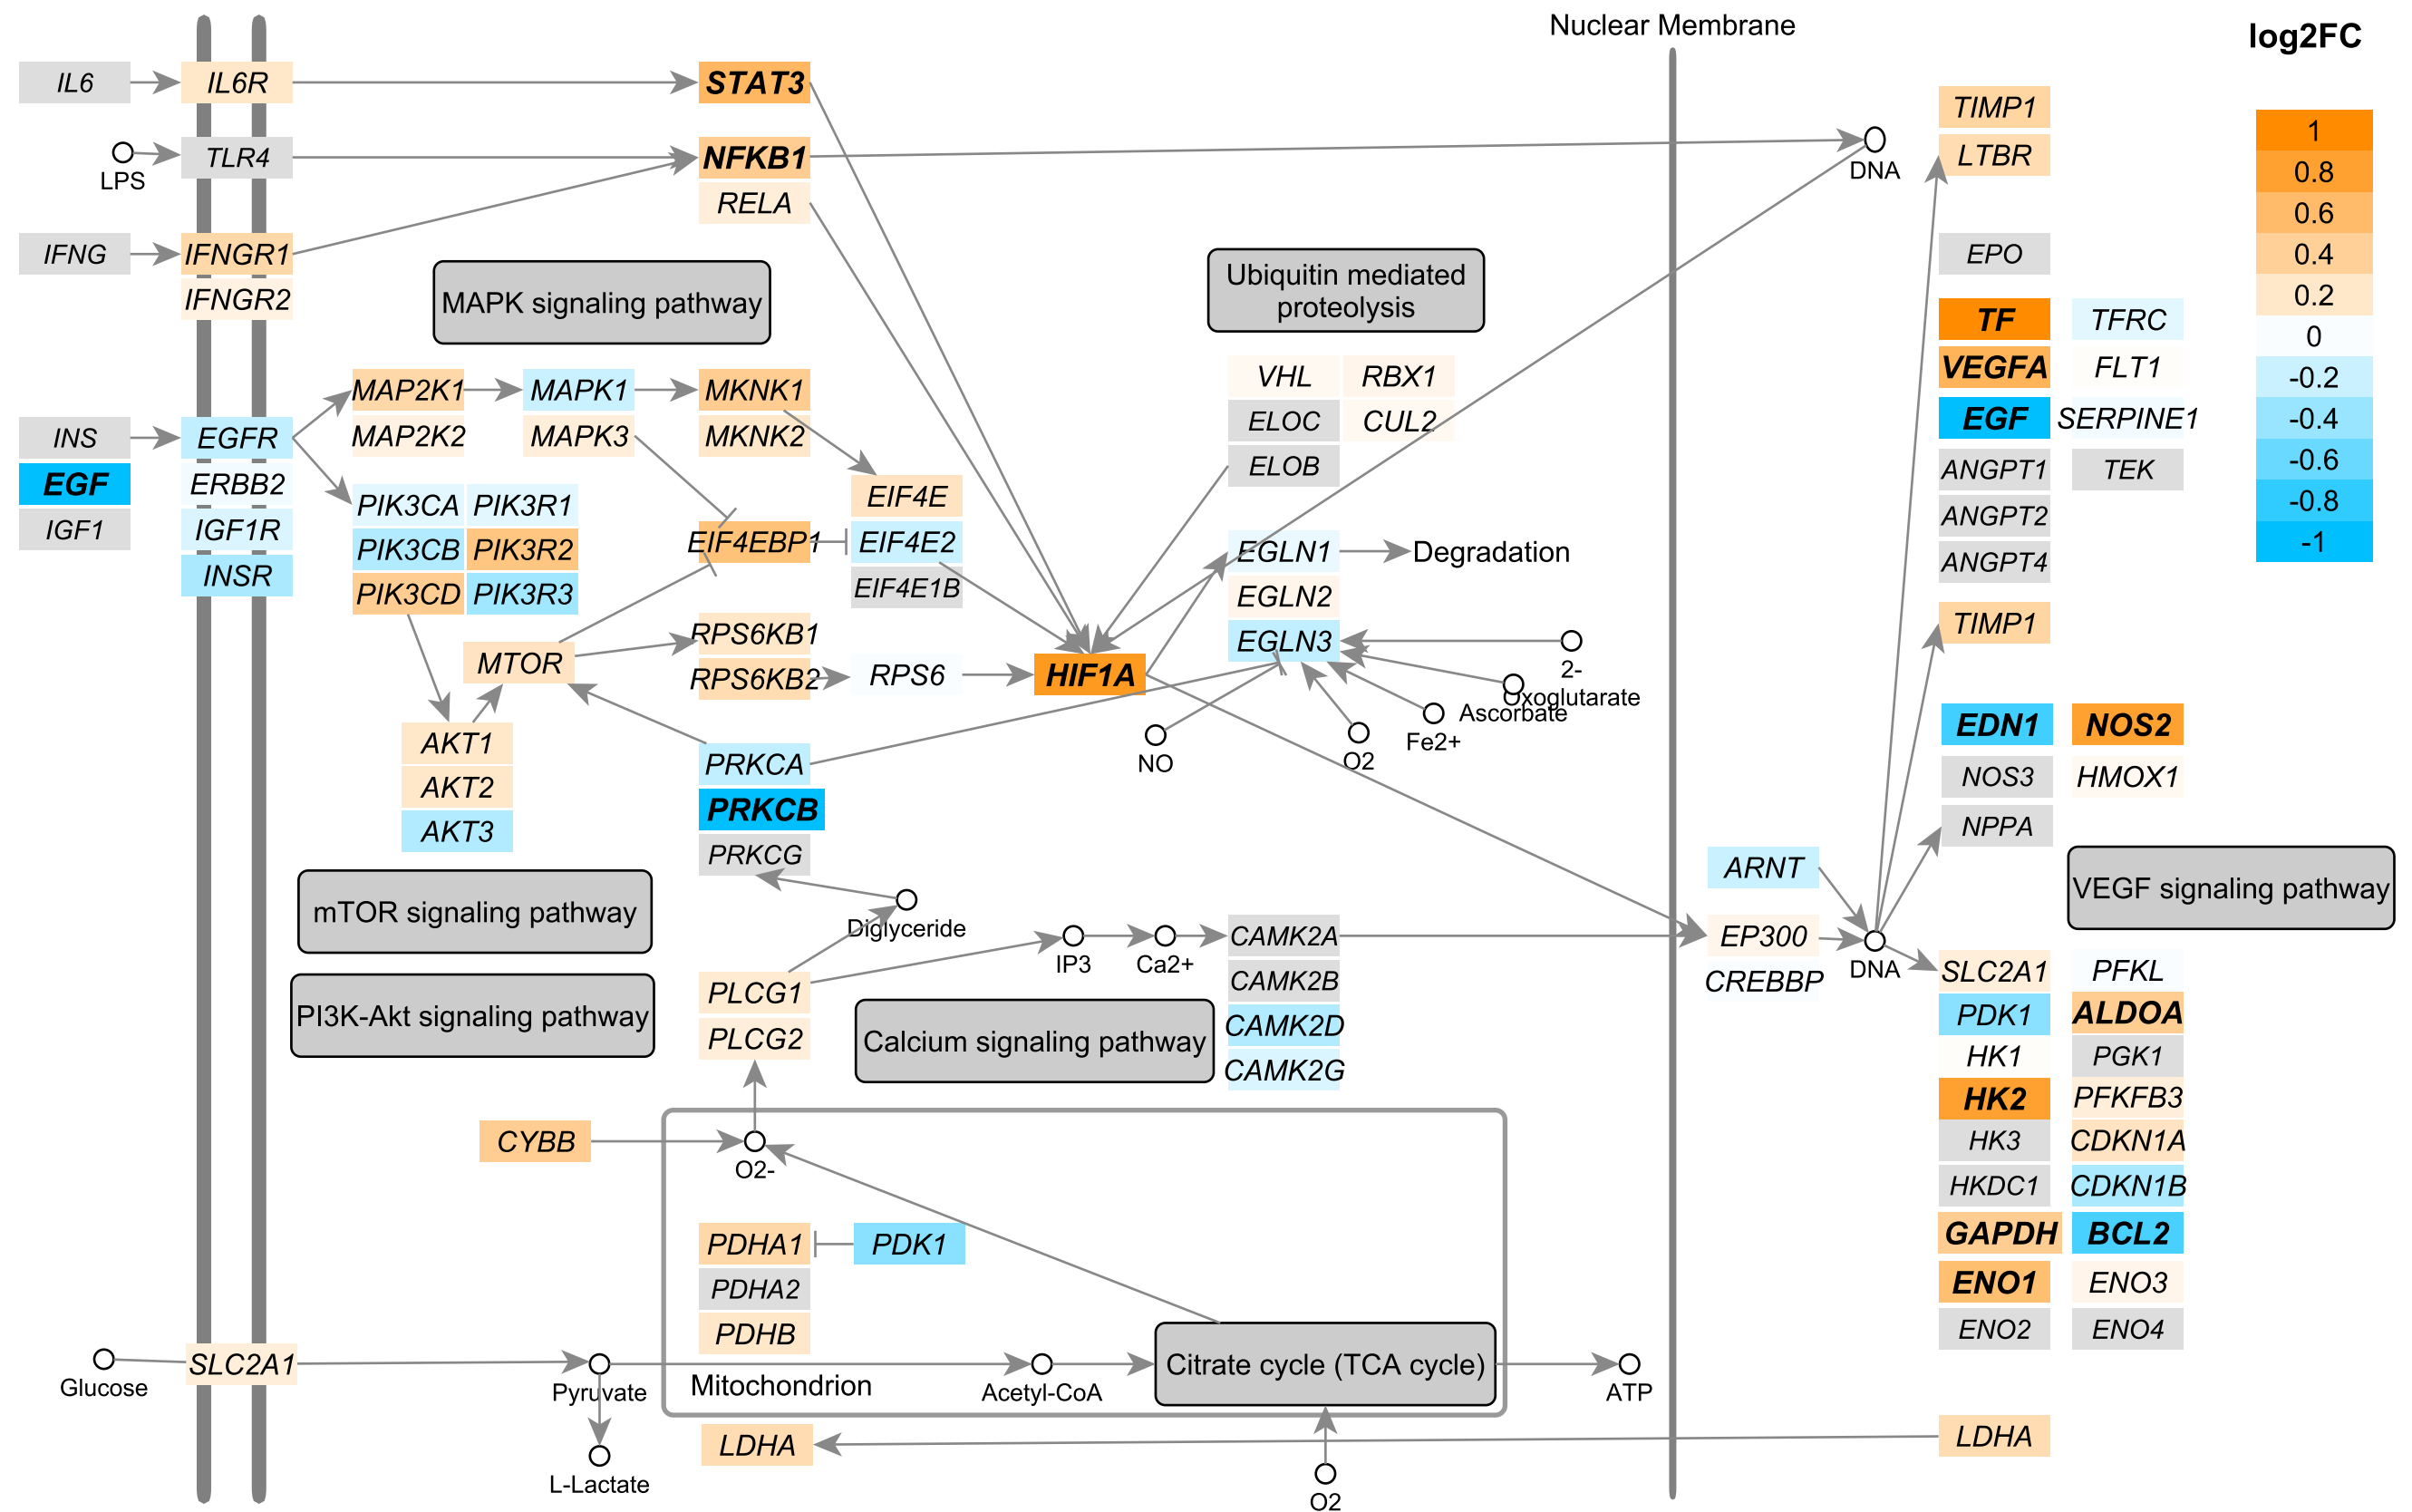 Nuclear Membrane
log2FC
IL6
IL6R
STAT3
TIMP1
1
LPS
TLR4
NFKB1
DNA
LTBR
0.8
RELA
0.6
IFNG
IFNGR1
EPO
0.4
IFNGR2
MAPK signaling pathway
Ubiquitin mediated
proteolysis
0.2
TF
TFRC
0
VEGFA
FLT1
-0.2
MAP2K1
MAPK1
MKNK1
VHL
RBX1
EGF
SERPINE1
-0.4
INS
EGFR
MAP2K2
MAPK3
MKNK2
ELOC
CUL2
-0.6
EGF
ERBB2
ELOB
ANGPT1
TEK
-0.8
IGF1
IGF1R
PIK3CA
PIK3R1
EIF4E
ANGPT2
-1
INSR
PIK3CB
PIK3R2
EIF4EBP1
EIF4E2
EGLN1
Degradation
ANGPT4
PIK3CD
PIK3R3
EIF4E1B
EGLN2
TIMP1
RPS6KB1
EGLN3
2-
Oxoglutarate
MTOR
RPS6KB2
RPS6
HIF1A
Ascorbate
Fe2+
O2
NO
EDN1
NOS2
AKT1
PRKCA
NOS3
HMOX1
AKT2
PRKCB
NPPA
AKT3
PRKCG
ARNT
VEGF signaling pathway
mTOR signaling pathway
Diglyceride
IP3
Ca2+
CAMK2A
EP300
DNA
SLC2A1
PFKL
PI3K-Akt signaling pathway
PLCG1
CAMK2B
CREBBP
PDK1
ALDOA
PLCG2
Calcium signaling pathway
CAMK2D
HK1
PGK1
CAMK2G
HK2
PFKFB3
CYBB
O2-
HK3
CDKN1A
HKDC1
CDKN1B
PDHA1
PDK1
GAPDH
BCL2
PDHA2
ENO1
ENO3
PDHB
ENO2
ENO4
Glucose
SLC2A1
Pyruvate
Mitochondrion
Acetyl-CoA
Citrate cycle (TCA cycle)
ATP
LDHA
LDHA
L-Lactate
O2